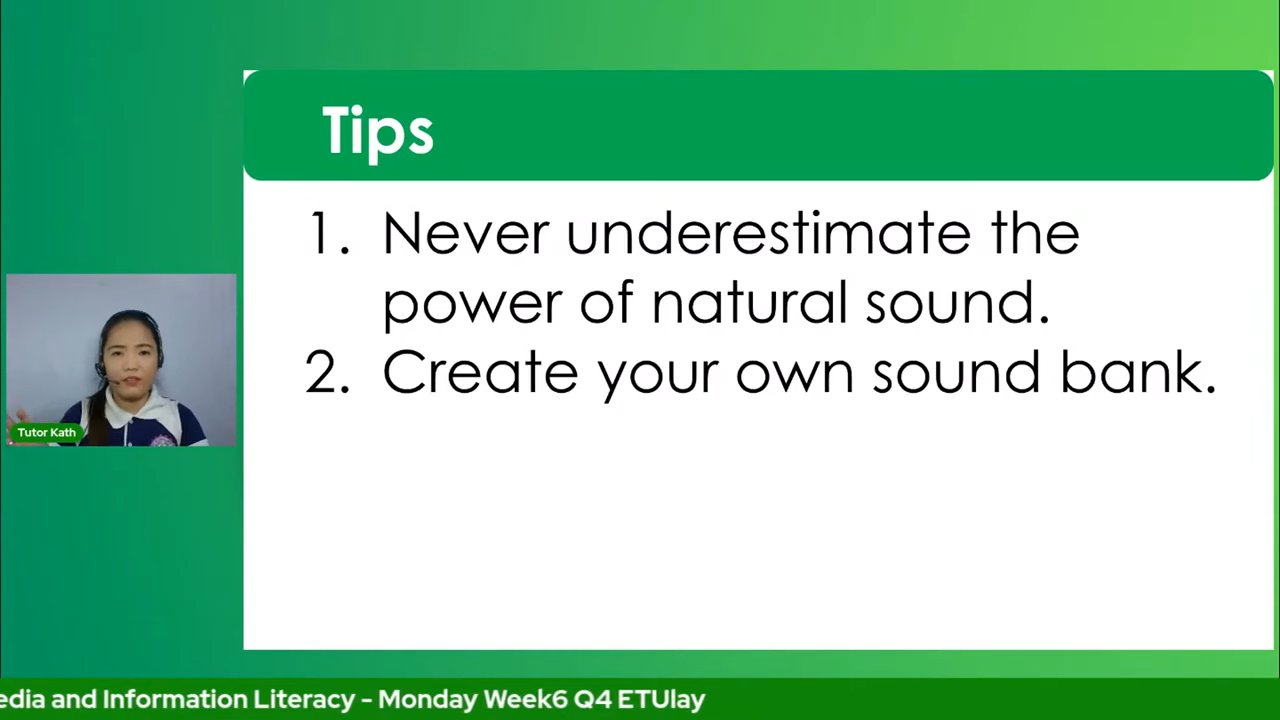 Tips
1. Never underestimate the
power of natural sound.
2. Create your own sound bank.
Tutor Kath
edia and Information Literacy - Monday Week6 Q4 ETUlay